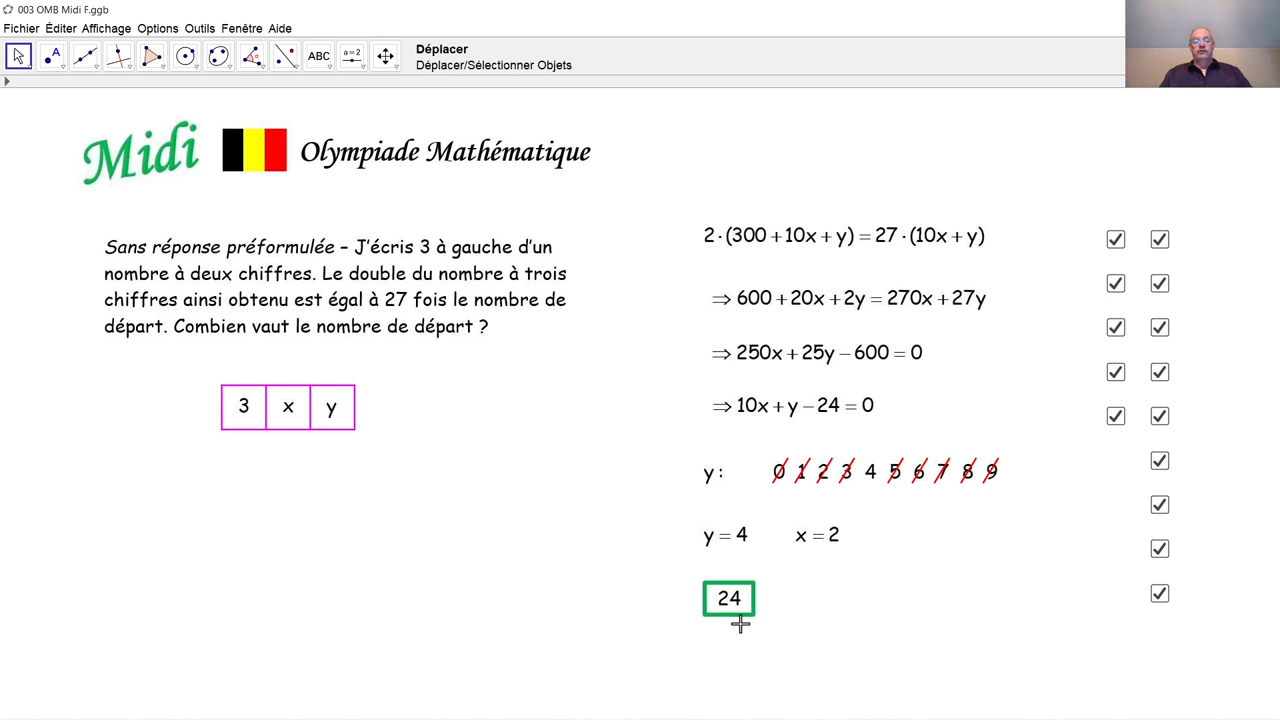 003 OMB Midi F.ggb
Fichier Éditer Affichage Options Outils Fenêtre Aide
A ABC a=2 Déplacer
Déplacer/Sélectionner Objets
Midi Olympiade Mathématique
Sans réponse préformulée – J’écris 3 à gauche d’un
nombre à deux chiffres. Le double du nombre à trois
chiffres ainsi obtenu est égal à 27 fois le nombre de
départ. Combien vaut le nombre de départ ?
3 x y
2·(300+10x+y)=27·(10x+y)
⇒600+20x+2y=270x+27y
⇒250x+25y−600=0
⇒10x+y−24=0
y: 0 1 2 3 4 5 6 7 8 9
y=4 x=2
24